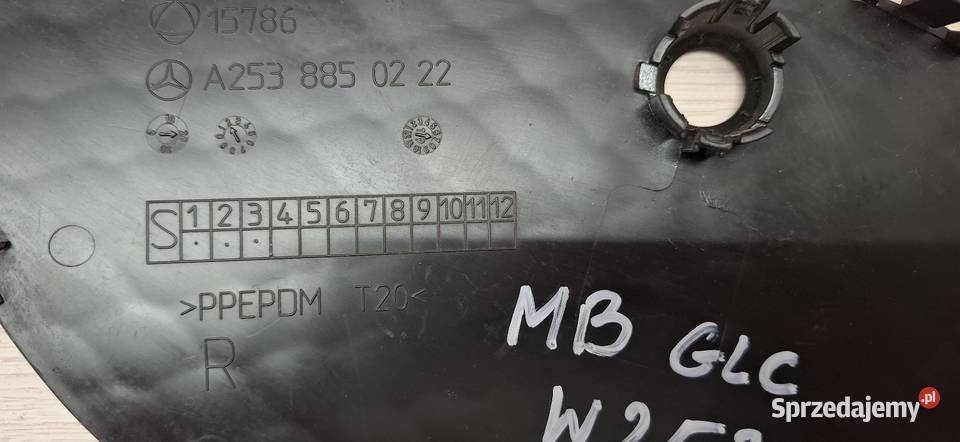 15786
A253 885 02 22
S 1 2 3 4 5 6 7 8 9 10 11 12
>PPEPDM T20<
R
MB GLC
W253
Sprzedajemy.pl